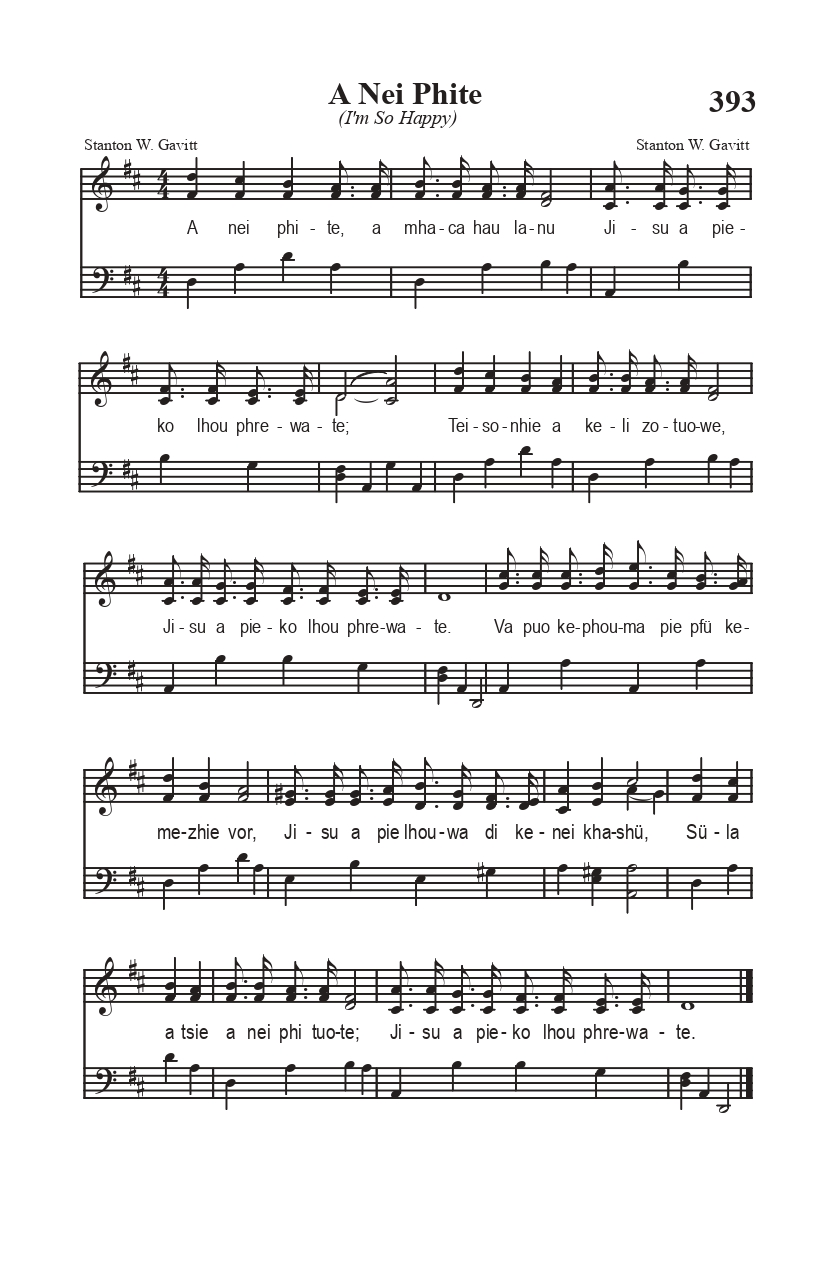 A Nei Phite
393
(I'm So Happy)
Stanton W. Gavitt Stanton W. Gavitt
A nei phi - te, a mha - ca hau la - nu Ji - su a pie -
ko lhou phre - wa - te; Tei - so - nhie a ke - li zo - tuo - we,
Ji - su a pie - ko lhou phre - wa - te. Va puo ke - phou - ma pie pfü ke -
me - zhie vor, Ji - su a pie lhou - wa di ke - nei kha - shü, Sü - la
a tsie a nei phi tuo - te; Ji - su a pie - ko lhou phre - wa - te.